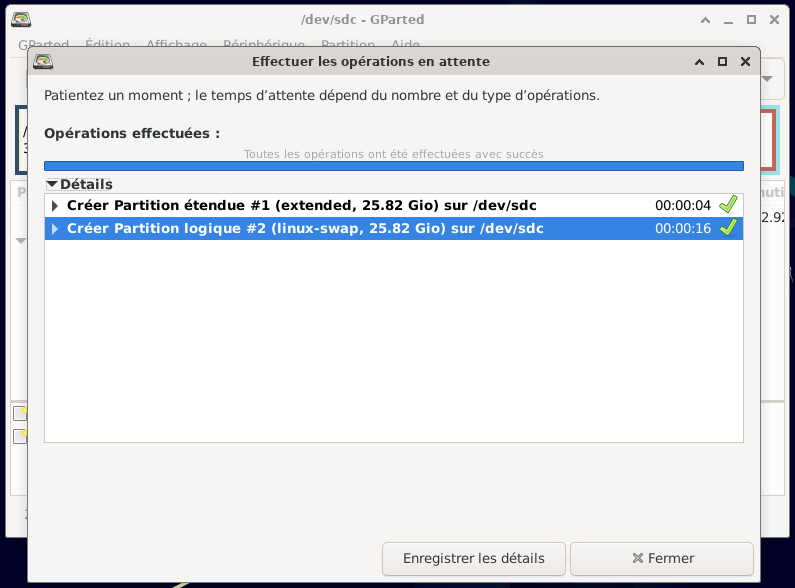 /dev/sdc - GParted
GParted Édition Affichage Périphérique Partition Aide
Effectuer les opérations en attente
Patientez un moment ; le temps d’attente dépend du nombre et du type d’opérations.
Opérations effectuées :
Toutes les opérations ont été effectuées avec succès
Détails
Créer Partition étendue #1 (extended, 25.82 Gio) sur /dev/sdc 00:00:04
Créer Partition logique #2 (linux-swap, 25.82 Gio) sur /dev/sdc 00:00:16
Enregistrer les détails
Fermer